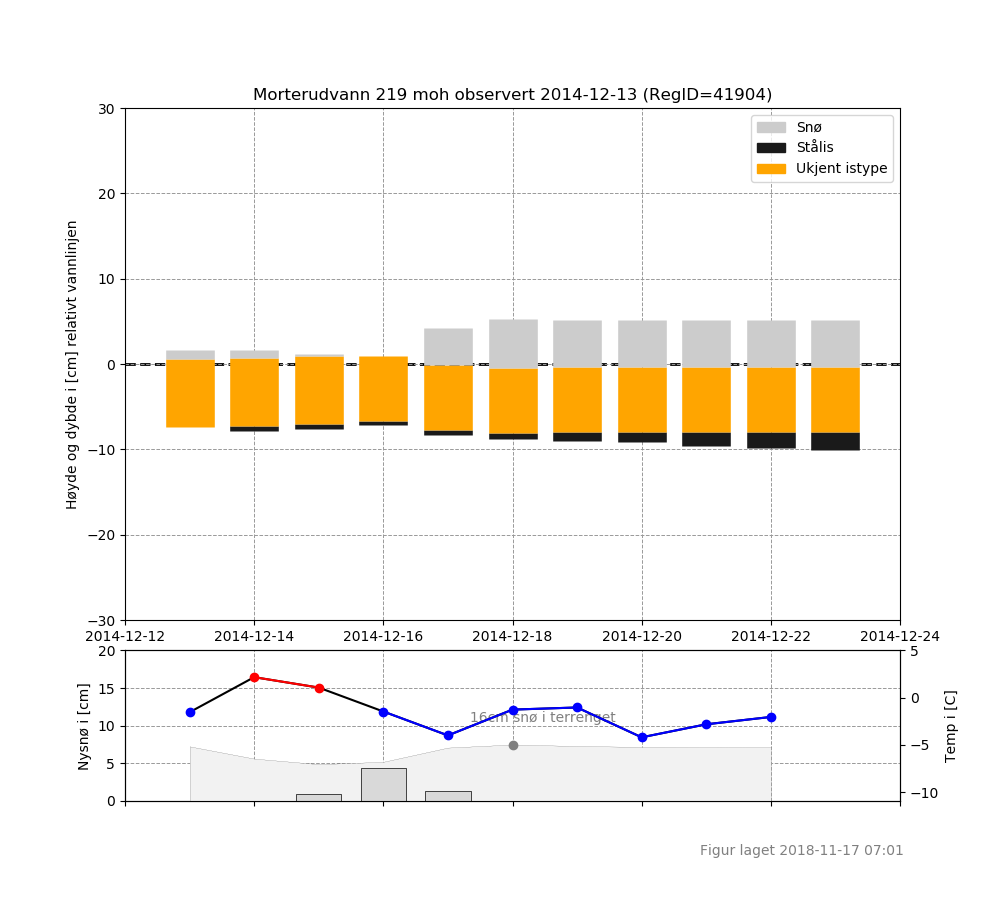 Morterudvann 219 moh observert 2014-12-13 (RegID=41904)
30
20
10
0
−10
−20
−30
Høyde og dybde i [cm] relativt vannlinjen
Snø
Stålis
Ukjent istype
2014-12-12 2014-12-14 2014-12-16 2014-12-18 2014-12-20 2014-12-22 2014-12-24
20
15
10
5
0
Nysnø i [cm]
16cm snø i terrenget
5
0
−5
−10
Temp i [C]
Figur laget 2018-11-17 07:01